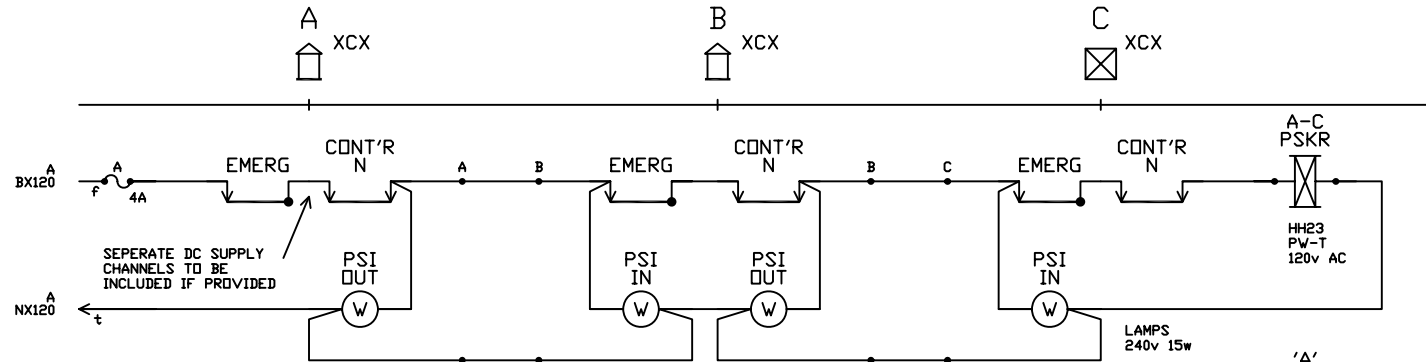 A
XCX
B
XCX
C
XCX
A
BX120
f
A
4A
EMERG
CONT'R
N
A
B
EMERG
CONT'R
N
B
C
EMERG
CONT'R
N
A-C
PSKR
HH23
PW-T
120v AC
SEPERATE DC SUPPLY
CHANNELS TO BE
INCLUDED IF PROVIDED
A
NX120
t
PSI
OUT
W
PSI
IN
W
PSI
OUT
W
PSI
IN
W
LAMPS
240v 15w
'A'